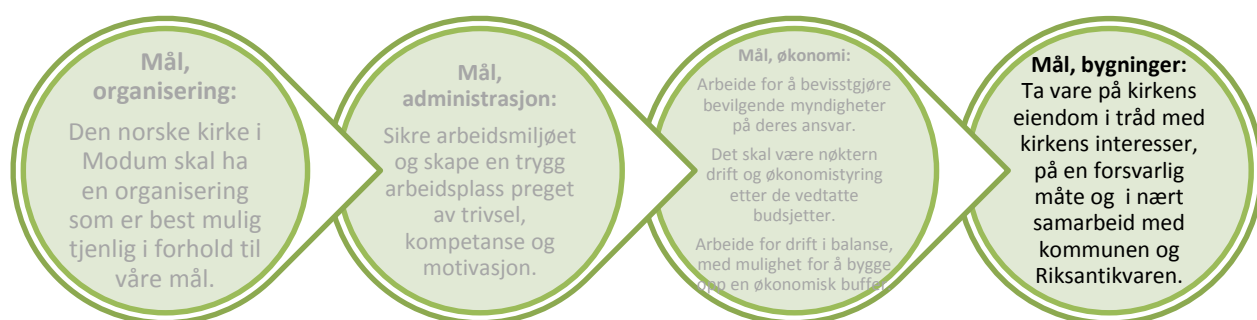 Mål,
organisering:
Den norske kirke i
Modum skal ha
en organisering
som er best mulig
tjenlig i forhold til
våre mål.
Mål,
administrasjon:
Sikre arbeidsmiljøet
og skape en trygg
arbeidsplass preget
av trivsel,
kompetanse og
motivasjon.
Mål, økonomi:
Arbeide for å bevisstgjøre
bevilgende myndigheter
på deres ansvar.
Det skal være nøktern
drift og økonomistyring
etter de vedtatte
budsjetter.
Arbeide for drift i balanse,
med mulighet for å bygge
opp en økonomisk buffer.
Mål, bygninger:
Ta vare på kirkens
eiendom i tråd med
kirkens interesser,
på en forsvarlig
måte og i nært
samarbeid med
kommunen og
Riksantikvaren.